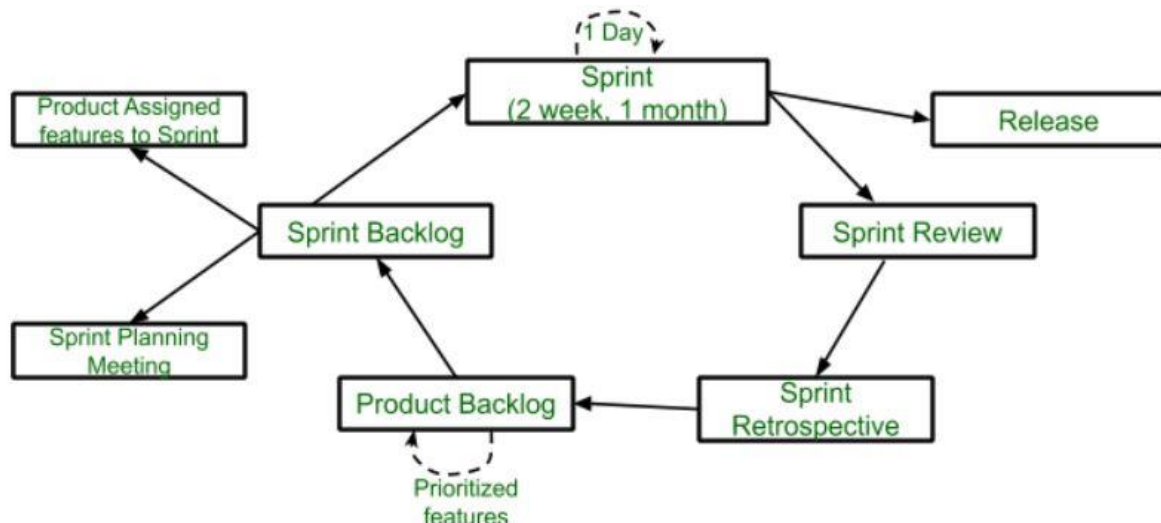 1 Day
Sprint
(2 week, 1 month)
Product Assigned
features to Sprint
Release
Sprint Backlog
Sprint Review
Sprint Planning
Meeting
Product Backlog
Sprint
Retrospective
Prioritized
features